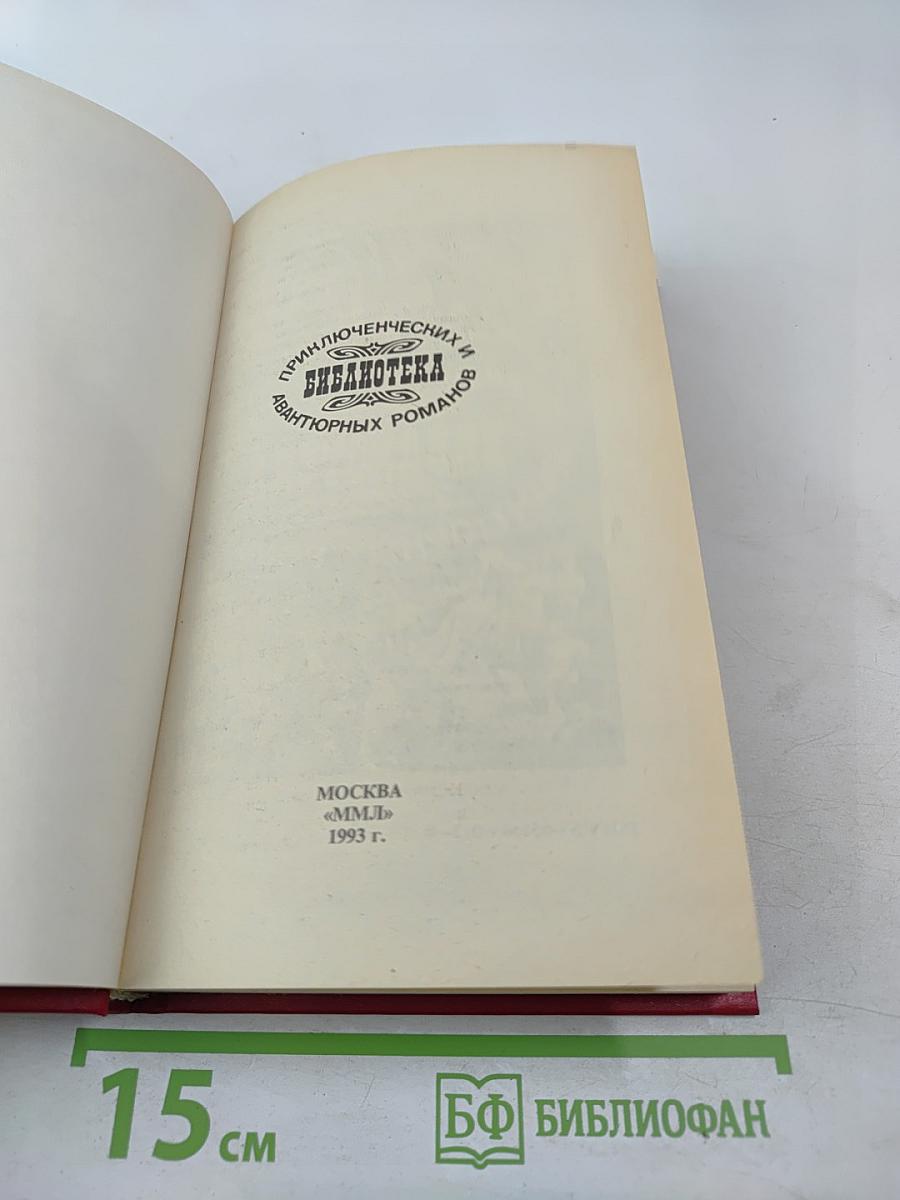 ПРИКЛЮЧЕНЧЕСКИХ И
БИБЛИОТЕКА
АВАНТЮРНЫХ РОМАНОВ
МОСКВА
«ММЛ»
1993 г.
15 см
БФ БИБЛИОФАН